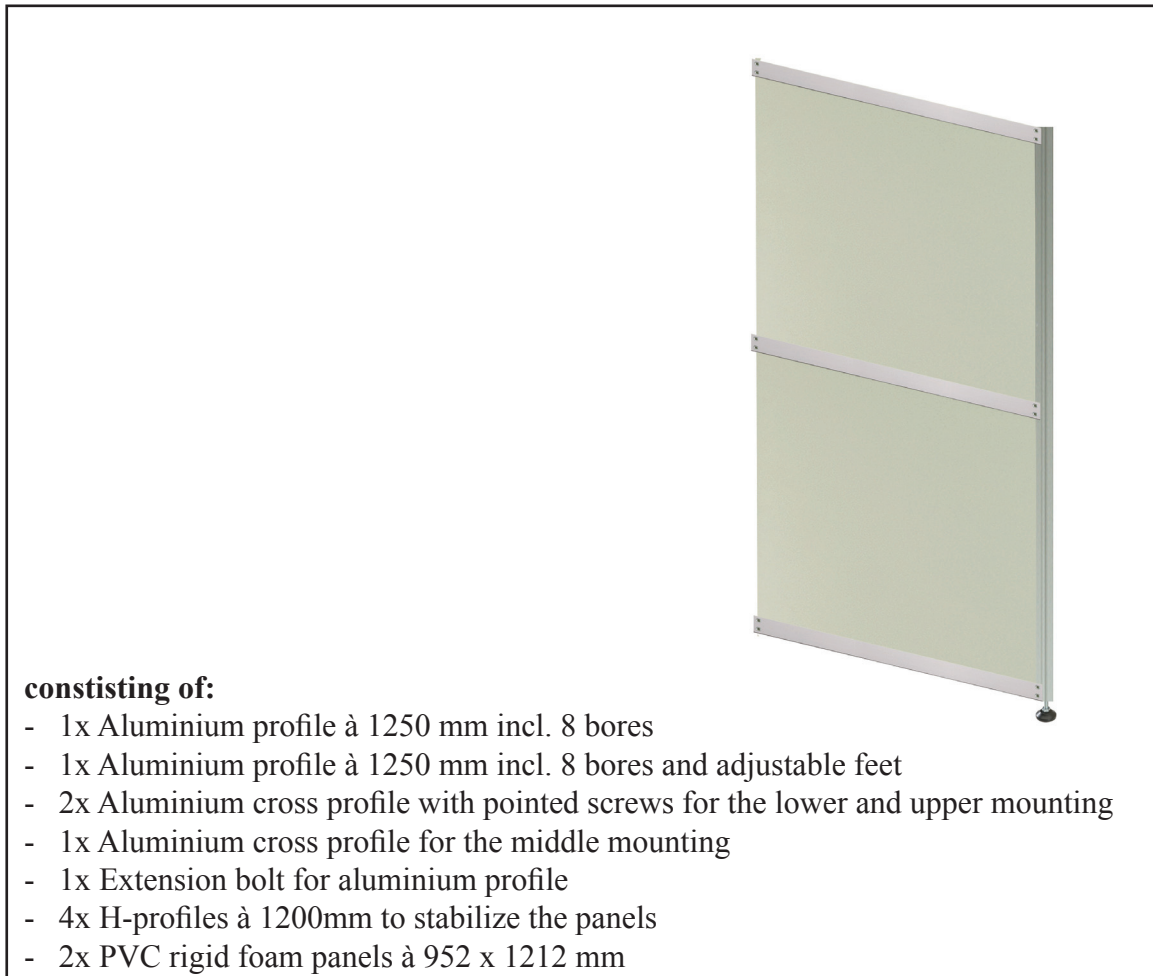 constisting of:
- 1x Aluminium profile à 1250 mm incl. 8 bores
- 1x Aluminium profile à 1250 mm incl. 8 bores and adjustable feet
- 2x Aluminium cross profile with pointed screws for the lower and upper mounting
- 1x Aluminium cross profile for the middle mounting
- 1x Extension bolt for aluminium profile
- 4x H-profiles à 1200mm to stabilize the panels
- 2x PVC rigid foam panels à 952 x 1212 mm